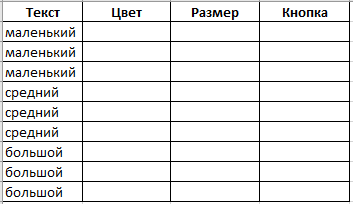 Текст Цвет Размер Кнопка
маленький
маленький
маленький
средний
средний
средний
большой
большой
большой